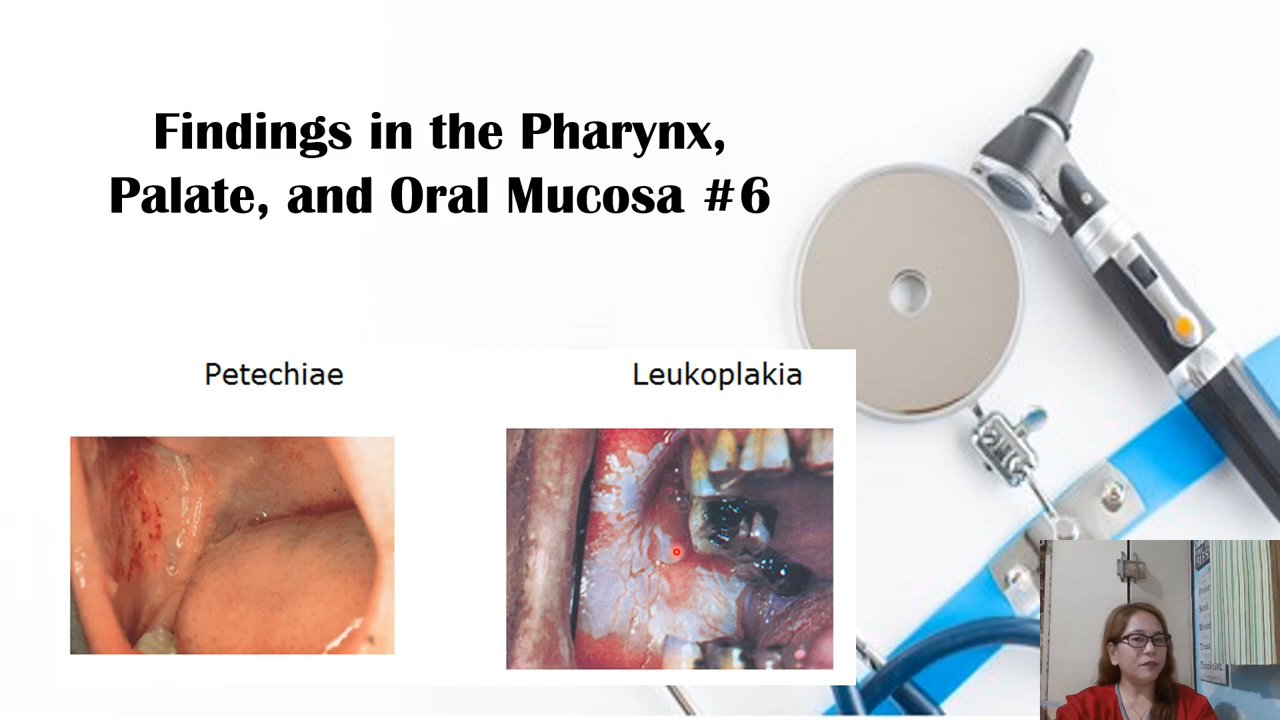 Findings in the Pharynx,
Palate, and Oral Mucosa #6
Petechiae
Leukoplakia